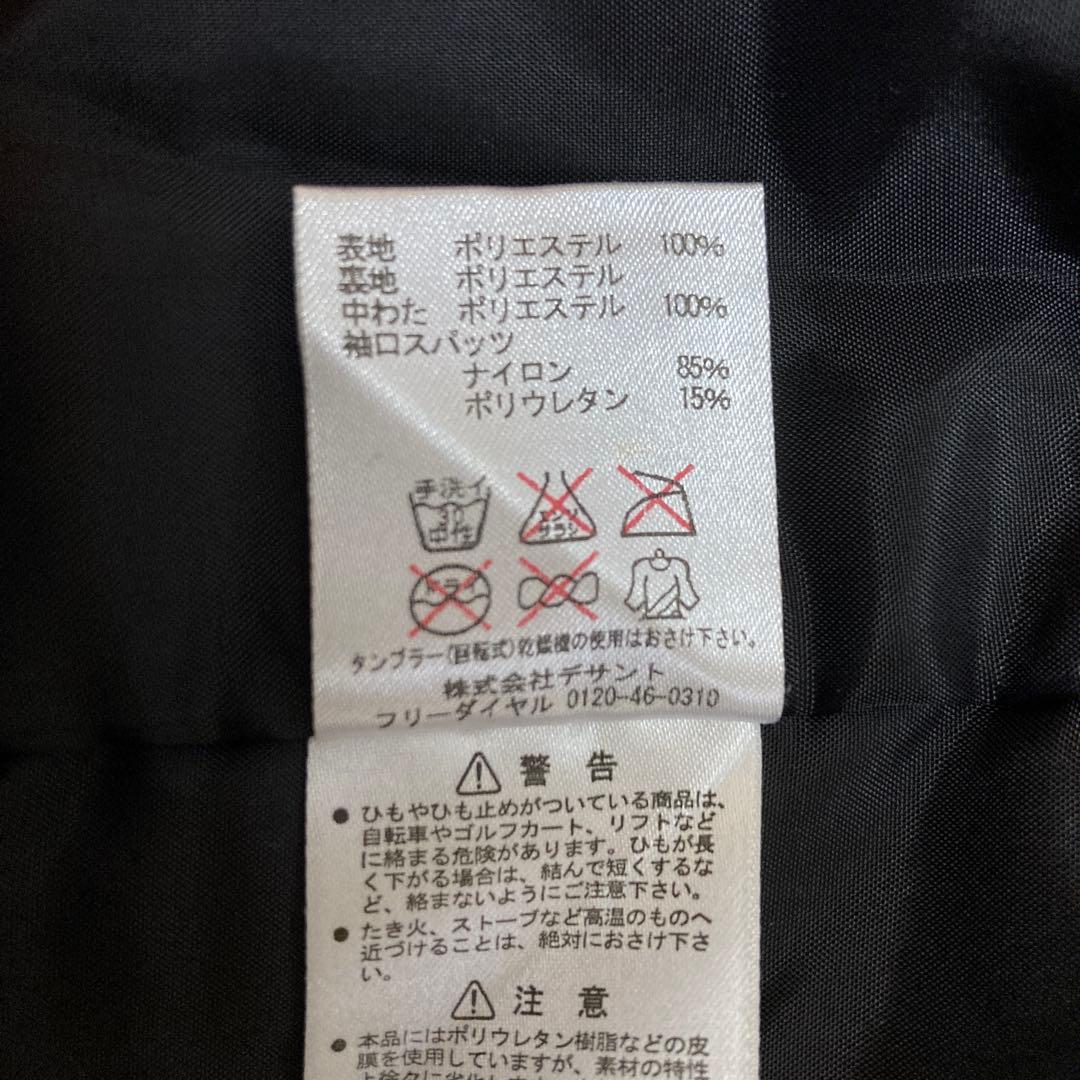 表地 ポリエステル 100%
裏地 ポリエステル
中わた ポリエステル 100%
袖口スパッツ
ナイロン 85%
ポリウレタン 15%
手洗イ
30
中性
エンソ
サラシ
ドライ
タンブラー(回転式)乾燥機の使用はおさけ下さい。
株式会社デサント
フリーダイヤル 0120-46-0310
警告
● ひもやひも止めがついている商品は、
自転車やゴルフカート、リフトなど
に絡まる危険があります。ひもが長
く下がる場合は、結んで短くするな
ど、絡まないようにご注意下さい。
● たき火、ストーブなど高温のものへ
近づけることは、絶対におさけ下さ
い。
注意
● 本品にはポリウレタン樹脂などの皮
膜を使用していますが、素材の特性